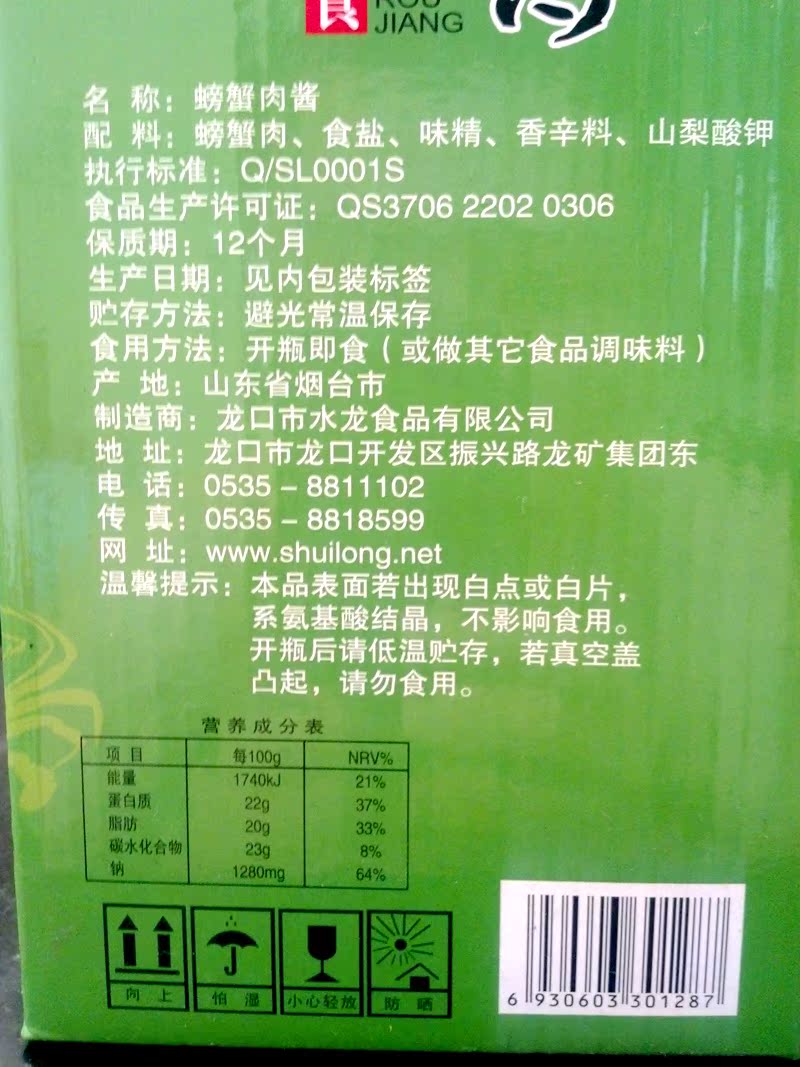 食 ROU
JIANG
名 称：螃蟹肉酱
配 料：螃蟹肉、食盐、味精、香辛料、山梨酸钾
执行标准：Q/SL0001S
食品生产许可证：QS3706 2202 0306
保质期：12个月
生产日期：见内包装标签
贮存方法：避光常温保存
食用方法：开瓶即食（或做其它食品调味料）
产 地：山东省烟台市
制造商：龙口市水龙食品有限公司
地 址：龙口市龙口开发区振兴路龙矿集团东
电 话：0535－8811102
传 真：0535－8818599
网 址：www.shuilong.net
温馨提示：本品表面若出现白点或白片，
系氨基酸结晶，不影响食用。
开瓶后请低温贮存，若真空盖
凸起，请勿食用。
营养成分表
项 目 每100g NRV%
能量 1740kJ 21%
蛋白质 22g 37%
脂肪 20g 33%
碳水化合物 23g 8%
钠 1280mg 64%
向 上 怕 湿 小心轻放 防 晒
6 930603 301287